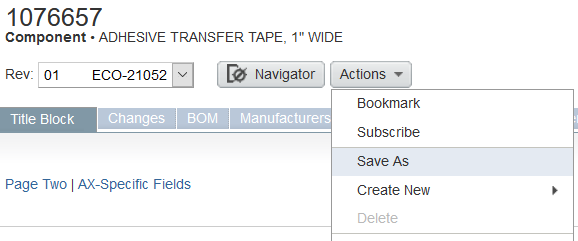 1076657
Component • ADHESIVE TRANSFER TAPE, 1" WIDE
Rev: 01 ECO-21052 Navigator Actions
Bookmark
Title Block Changes BOM Manufacturers
Subscribe
Save As
Page Two | AX-Specific Fields
Create New
Delete